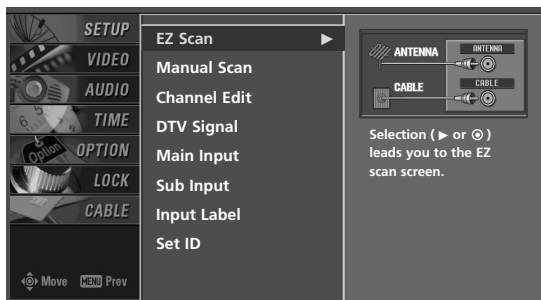 SETUP
VIDEO
AUDIO
TIME
OPTION
LOCK
CABLE
Option
Move MENU Prev
EZ Scan ▶
Manual Scan
Channel Edit
DTV Signal
Main Input
Sub Input
Input Label
Set ID
ANTENNA
ANTENNA
CABLE
CABLE
Selection ( ▶ or ⊙ )
leads you to the EZ
scan screen.